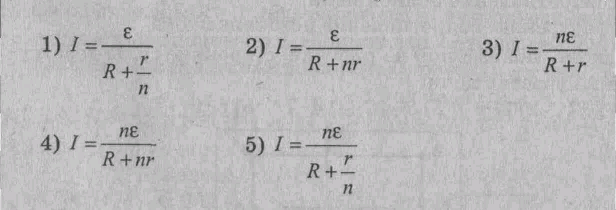 1) I = ε / (R + r/n) 2) I = ε / (R + nr) 3) I = nε / (R + r)
4) I = nε / (R + nr) 5) I = nε / (R + r/n)